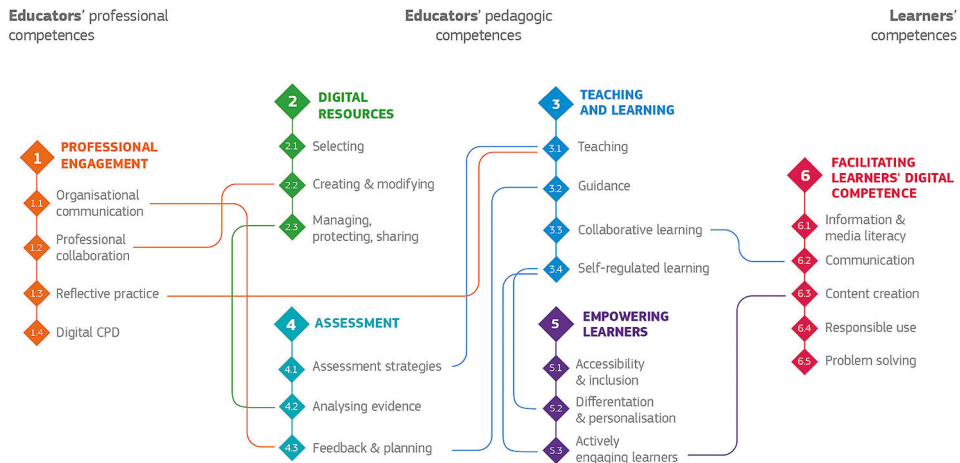 Educators' professional
competences
Educators' pedagogic
competences
Learners'
competences
1 PROFESSIONAL
ENGAGEMENT
1.1 Organisational
communication
1.2 Professional
collaboration
1.3 Reflective practice
1.4 Digital CPD
2 DIGITAL
RESOURCES
2.1 Selecting
2.2 Creating & modifying
2.3 Managing,
protecting, sharing
4 ASSESSMENT
4.1 Assessment strategies
4.2 Analysing evidence
4.3 Feedback & planning
3 TEACHING
AND LEARNING
3.1 Teaching
3.2 Guidance
3.3 Collaborative learning
3.4 Self-regulated learning
5 EMPOWERING
LEARNERS
5.1 Accessibility
& inclusion
5.2 Differentation
& personalisation
5.3 Actively
engaging learners
6 FACILITATING
LEARNERS' DIGITAL
COMPETENCE
6.1 Information &
media literacy
6.2 Communication
6.3 Content creation
6.4 Responsible use
6.5 Problem solving